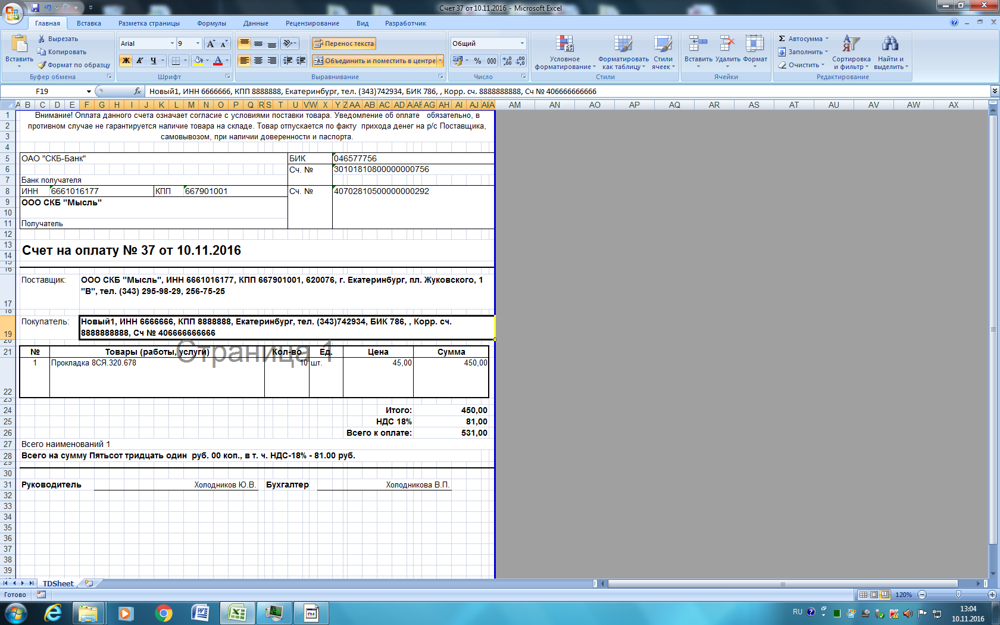 Счет 37 от 10.11.2016 - Microsoft Excel
Главная Вставка Разметка страницы Формулы Данные Рецензирование Вид Разработчик
Вставить
Вырезать
Копировать
Формат по образцу
Буфер обмена
Arial 9
Ж К Ч
Шрифт
Перенос текста
Объединить и поместить в центре
Выравнивание
Общий
% 000
Число
Условное форматирование
Форматировать как таблицу
Стили ячеек
Стили
Вставить Удалить Формат
Ячейки
Σ Автосумма
Заполнить
Очистить
Сортировка и фильтр
Найти и выделить
Редактирование
F19 fx Новый1, ИНН 6666666, КПП 8888888, Екатеринбург, тел. (343)742934, БИК 786, , Корр. сч. 8888888888, Сч № 406666666666
Внимание! Оплата данного счета означает согласие с условиями поставки товара. Уведомление об оплате обязательно, в
противном случае не гарантируется наличие товара на складе. Товар отпускается по факту прихода денег на р/с Поставщика,
самовывозом, при наличии доверенности и паспорта.
ОАО "СКБ-Банк" БИК 046577756
Сч. № 30101810800000000756
Банк получателя
ИНН 6661016177 КПП 667901001 Сч. № 40702810500000000292
ООО СКБ "Мысль"
Получатель
Счет на оплату № 37 от 10.11.2016
Поставщик: ООО СКБ "Мысль", ИНН 6661016177, КПП 667901001, 620076, г. Екатеринбург, пл. Жуковского, 1
"В", тел. (343) 295-98-29, 256-75-25
Покупатель: Новый1, ИНН 6666666, КПП 8888888, Екатеринбург, тел. (343)742934, БИК 786, , Корр. сч.
8888888888, Сч № 406666666666
Страница 1
№ Товары (работы, услуги) Кол-во Ед. Цена Сумма
1 Прокладка 8СЯ.320.678 10 шт. 45,00 450,00
Итого: 450,00
НДС 18% 81,00
Всего к оплате: 531,00
Всего наименований 1
Всего на сумму Пятьсот тридцать один руб. 00 коп., в т. ч. НДС-18% - 81.00 руб.
Руководитель Холодников Ю.В. Бухгалтер Холодникова В.П.
TDSheet
Готово 120%
RU 13:04
10.11.2016